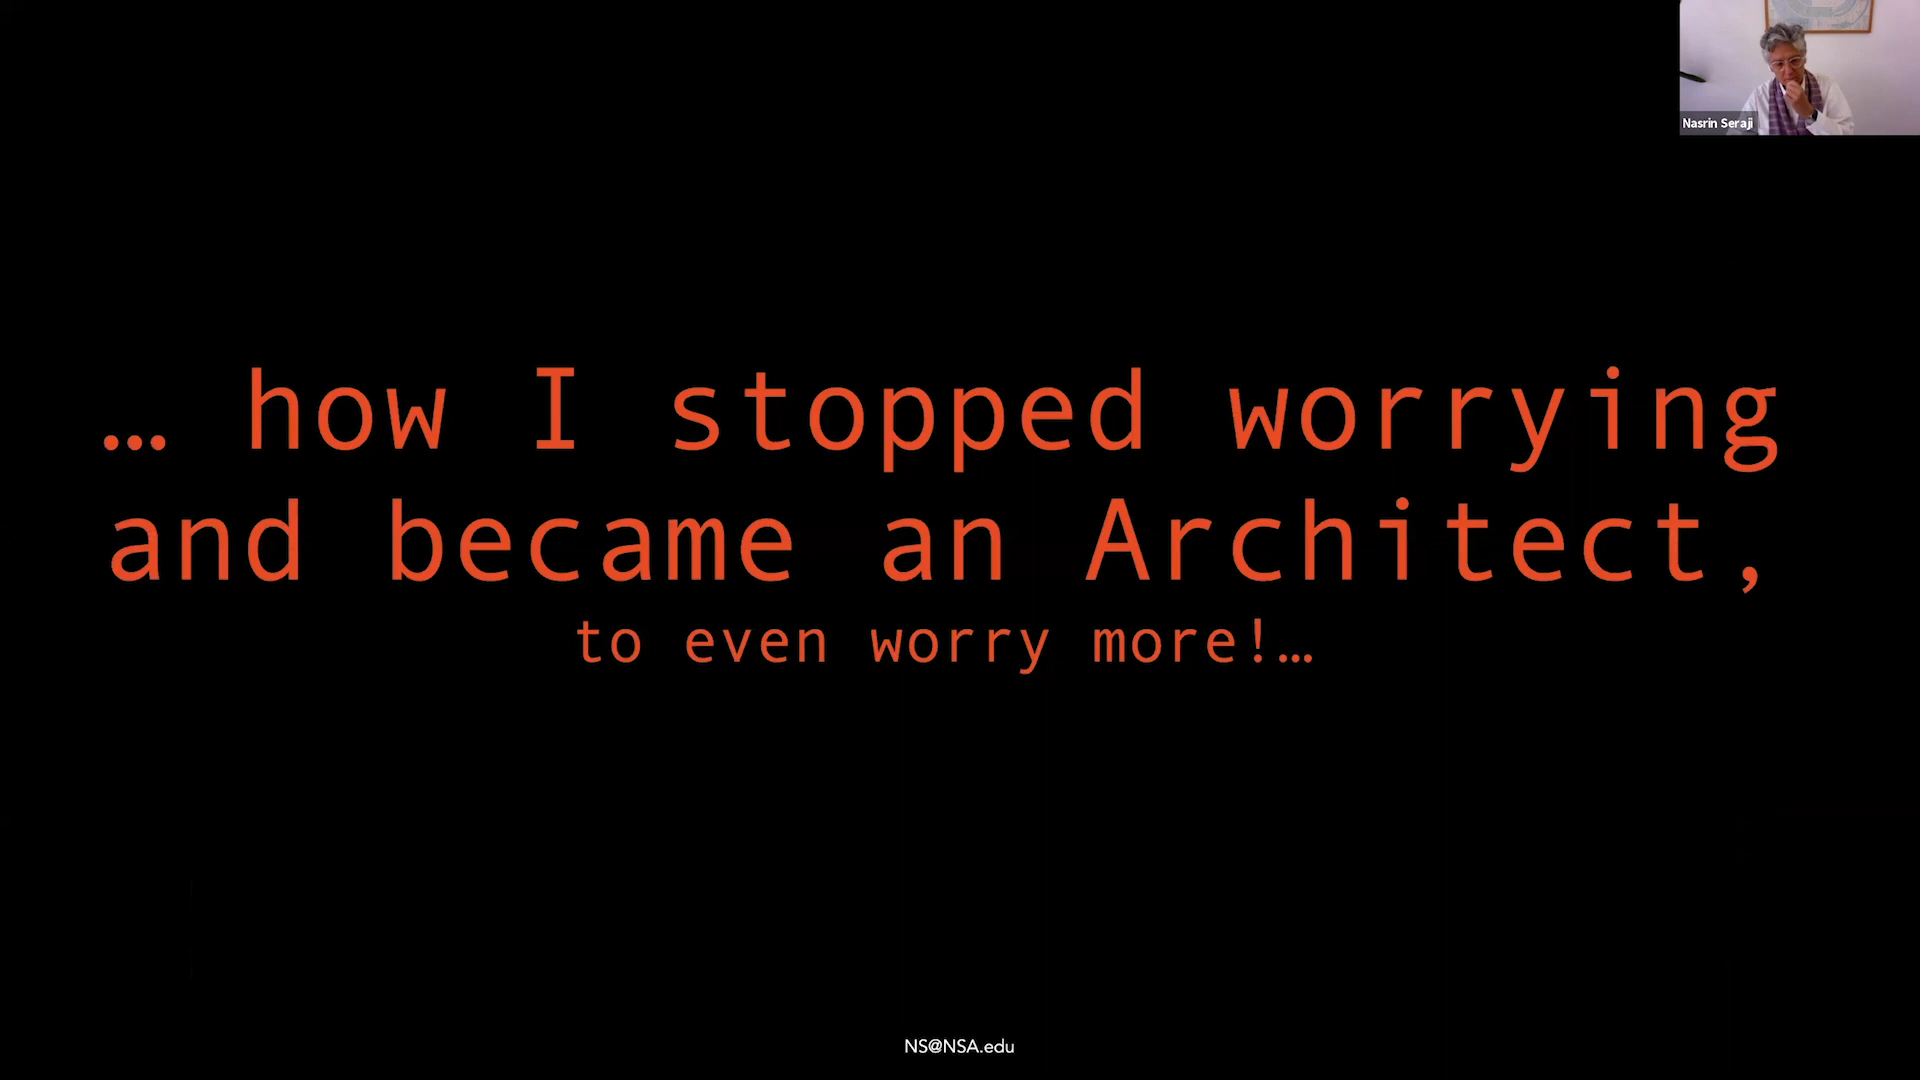 Nasrin Seraji
... how I stopped worrying
and became an Architect,
to even worry more!...
NS@NSA.edu